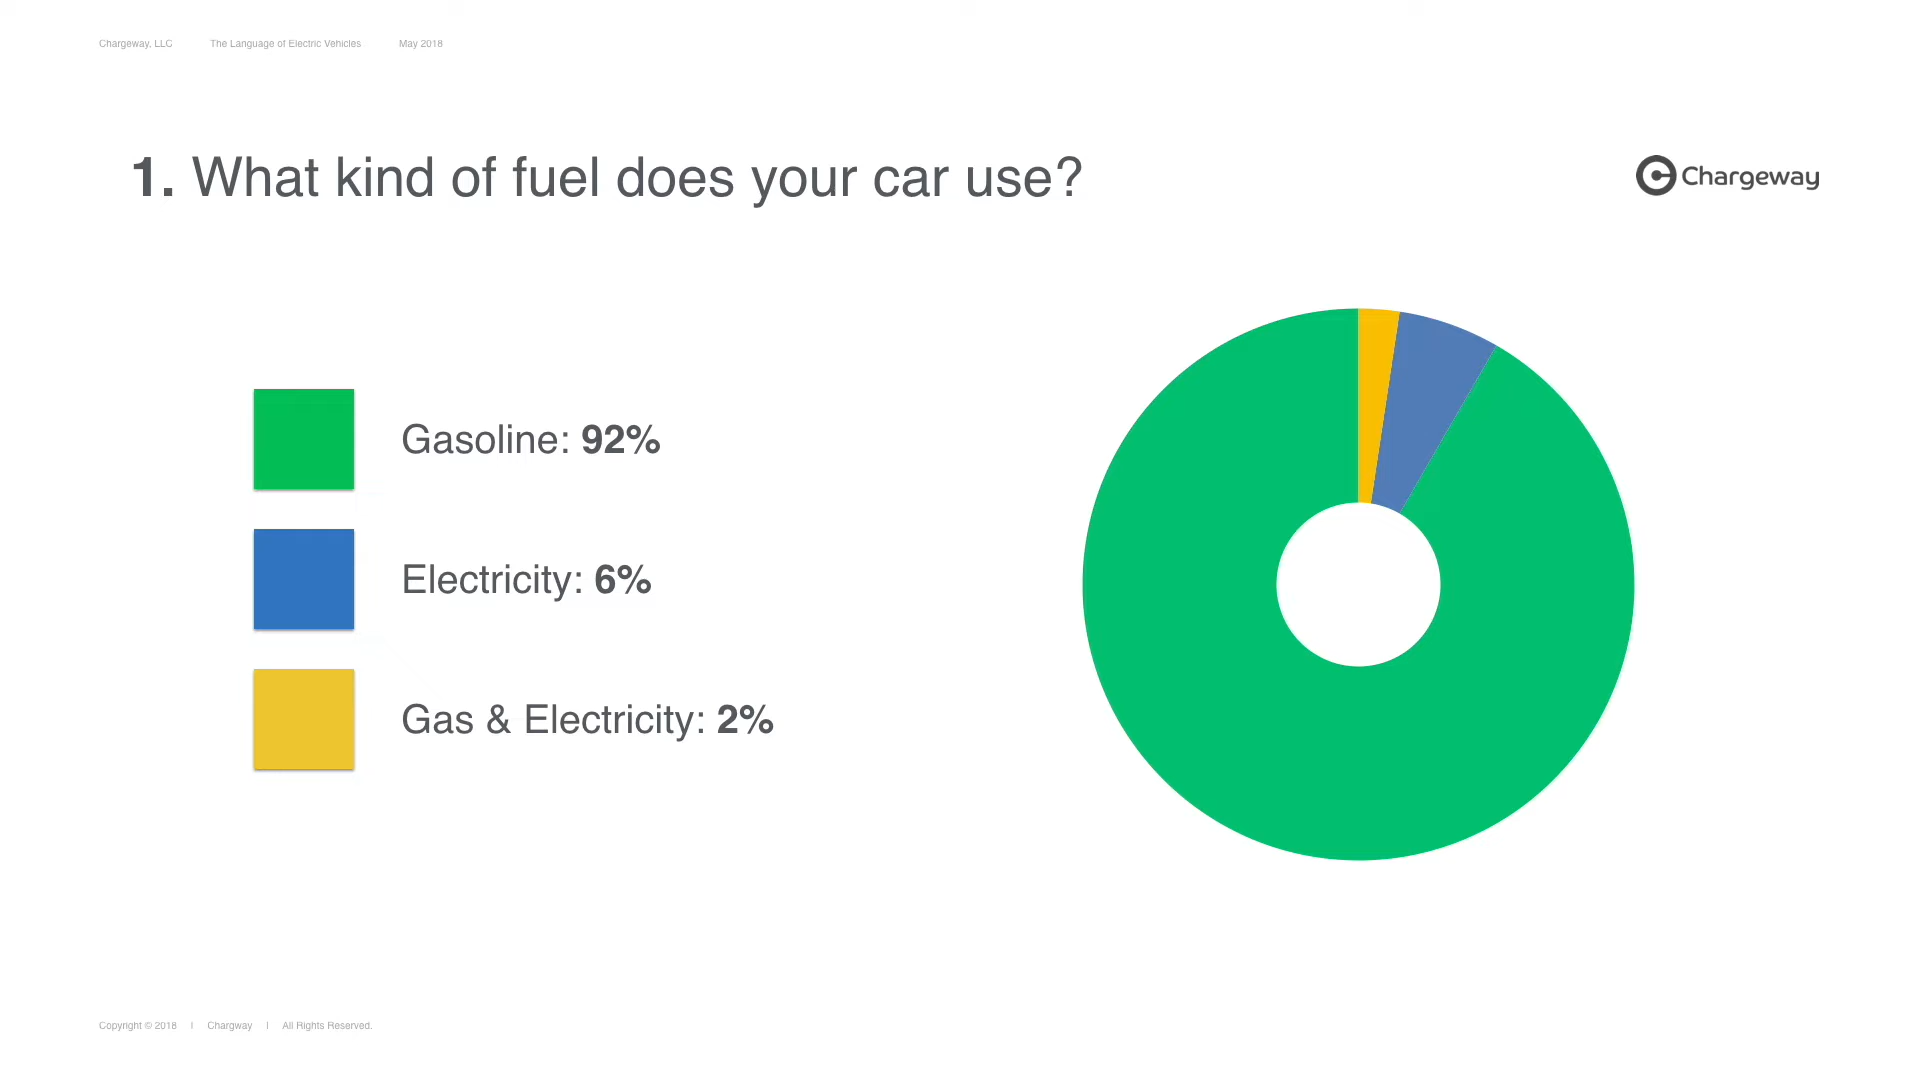 Chargeway, LLC The Language of Electric Vehicles May 2018
1. What kind of fuel does your car use?
Chargeway
Gasoline: 92%
Electricity: 6%
Gas & Electricity: 2%
Copyright © 2018 | Chargway | All Rights Reserved.